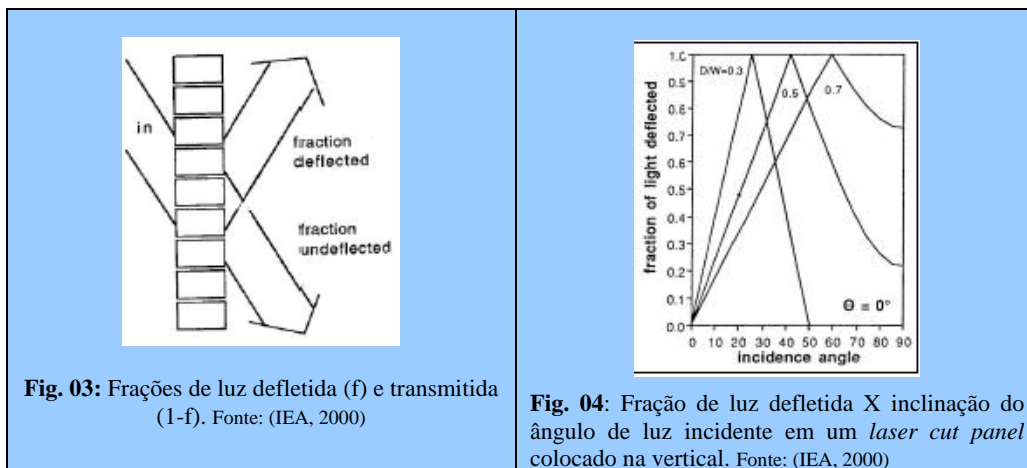 in
fraction
deflected
fraction
undeflected
Fig. 03: Frações de luz defletida (f) e transmitida
(1-f). Fonte: (IEA, 2000)
fraction of light deflected
1.0
0.9
0.8
0.7
0.6
0.5
0.4
0.3
0.2
0.1
0.0
D/W=0.3
0.5
0.7
Θ = 0°
0 10 20 30 40 50 60 70 80 90
incidence angle
Fig. 04: Fração de luz defletida X inclinação do
ângulo de luz incidente em um laser cut panel
colocado na vertical. Fonte: (IEA, 2000)